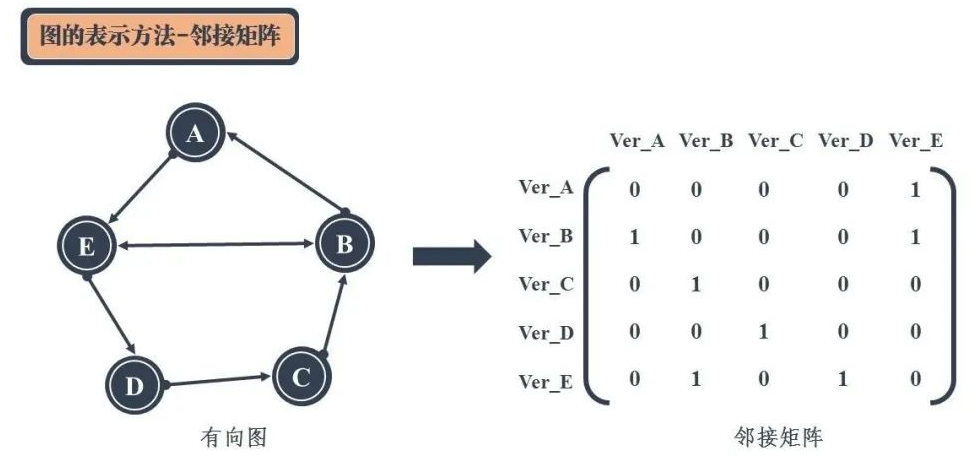 图的表示方法-邻接矩阵
A
E
B
D
C
有向图
Ver_A Ver_B Ver_C Ver_D Ver_E
Ver_A 0 0 0 0 1
Ver_B 1 0 0 0 1
Ver_C 0 1 0 0 0
Ver_D 0 0 1 0 0
Ver_E 0 1 0 1 0
邻接矩阵